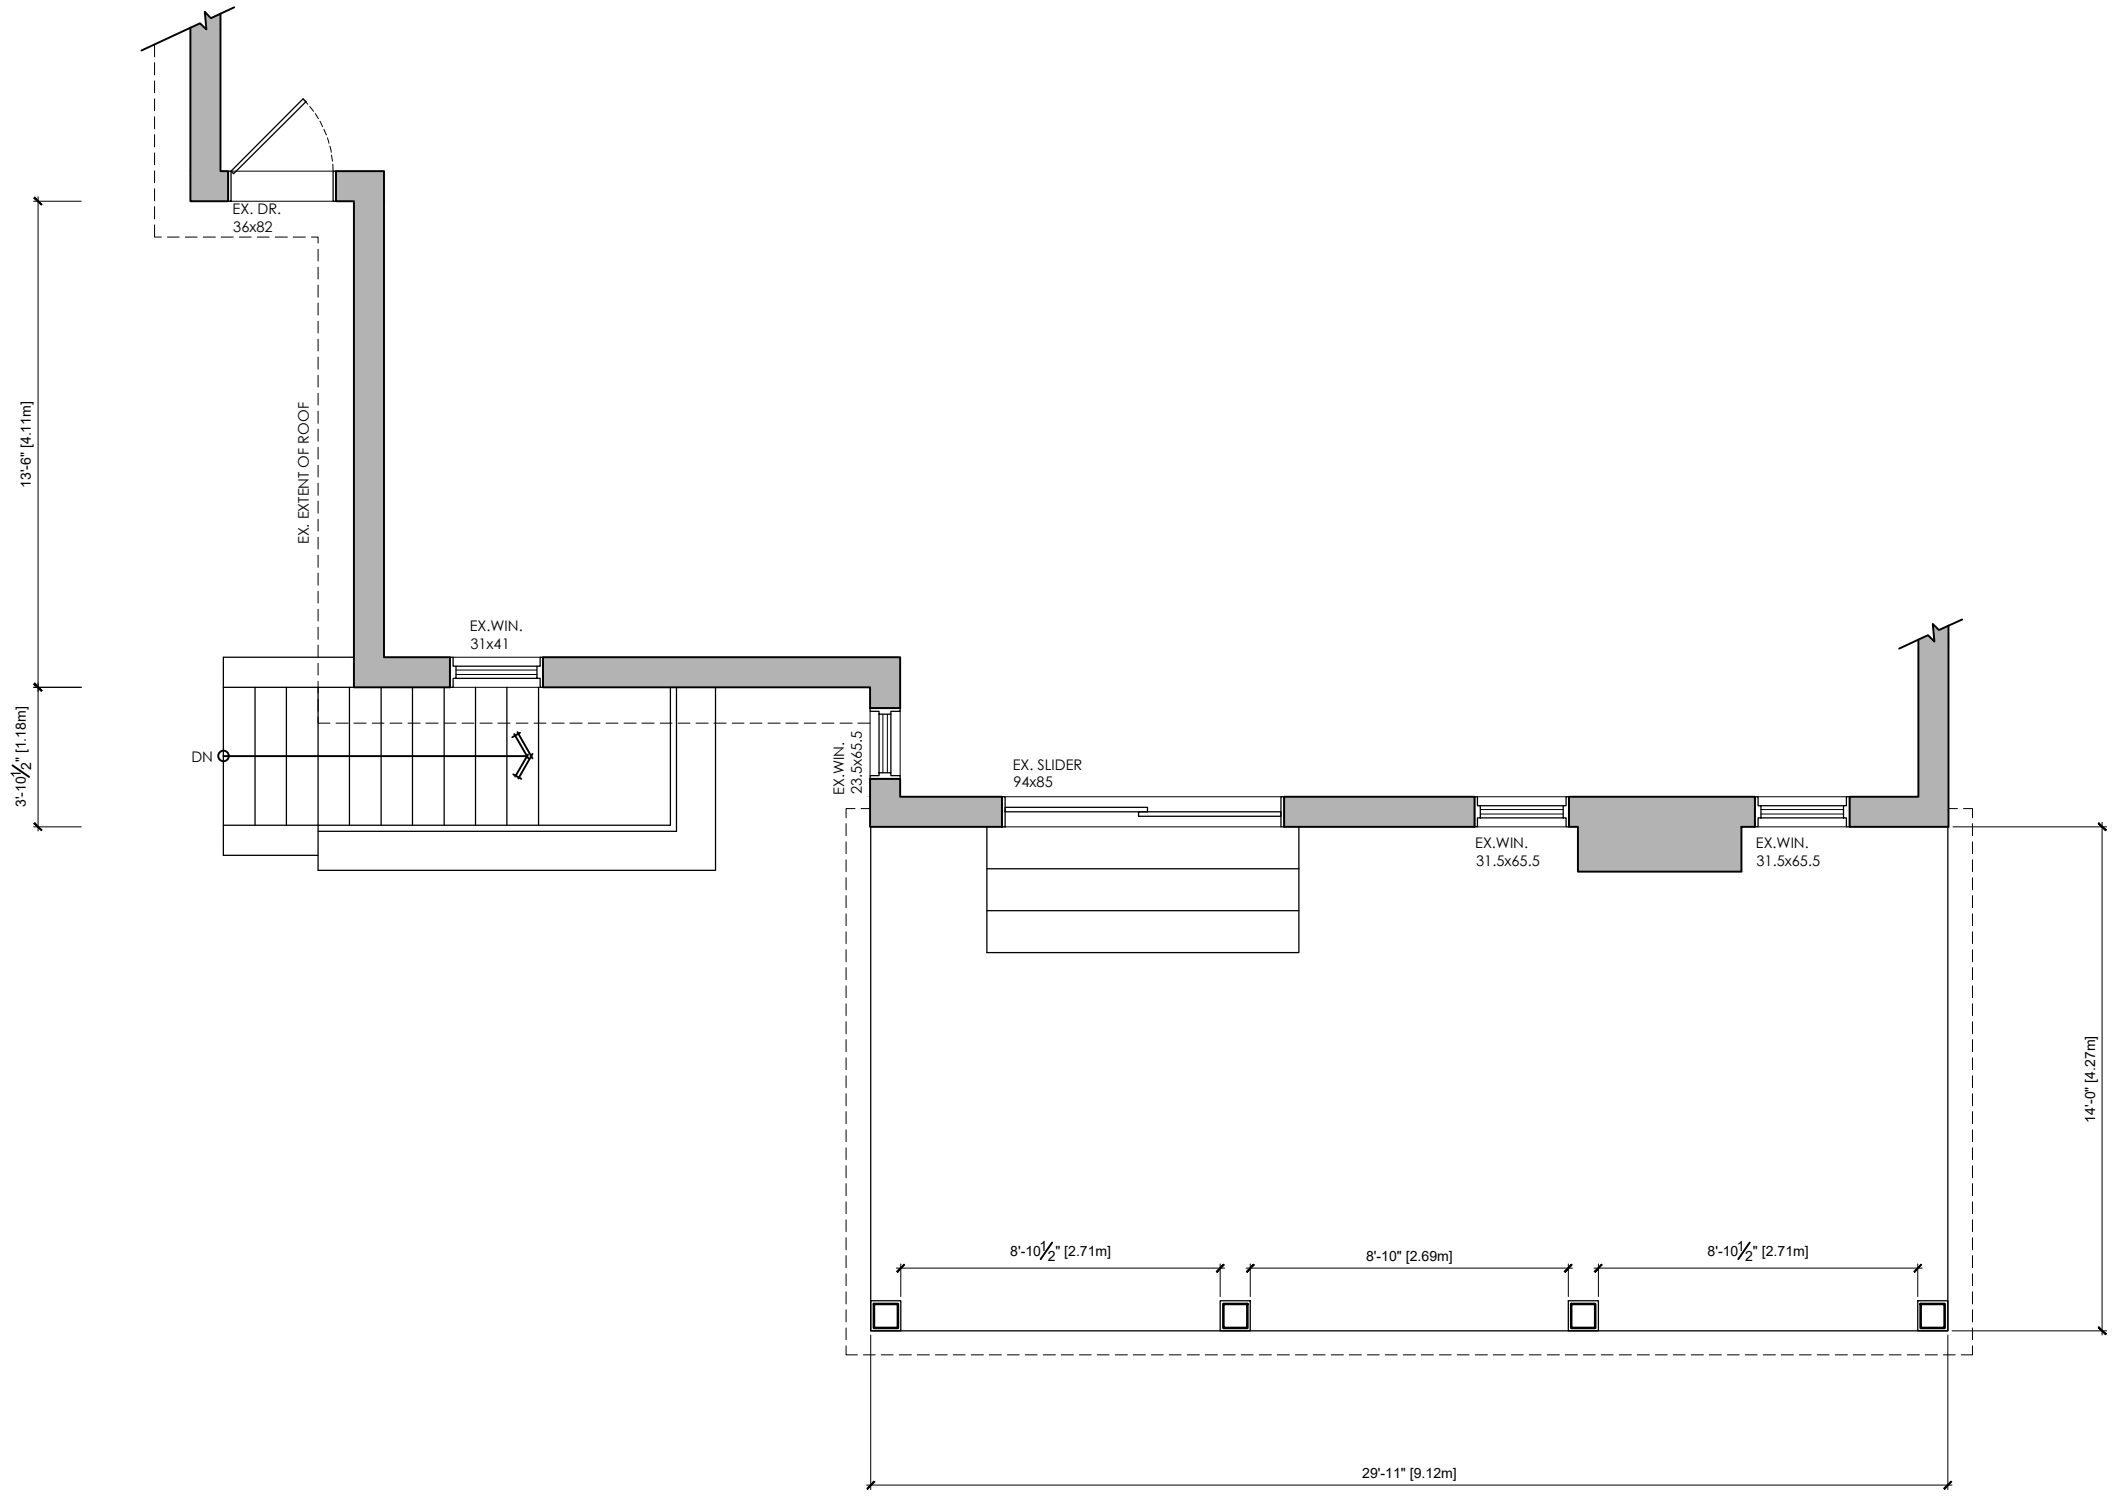 EX. DR.
36x82
13'-6" [4.11m]
EX. EXTENT OF ROOF
EX.WIN.
31x41
3'-10½" [1.18m]
DN
EX.WIN.
23.5x65.5
EX. SLIDER
94x85
EX.WIN.
31.5x65.5
EX.WIN.
31.5x65.5
14'-0" [4.27m]
8'-10½" [2.71m]
8'-10" [2.69m]
8'-10½" [2.71m]
29'-11" [9.12m]